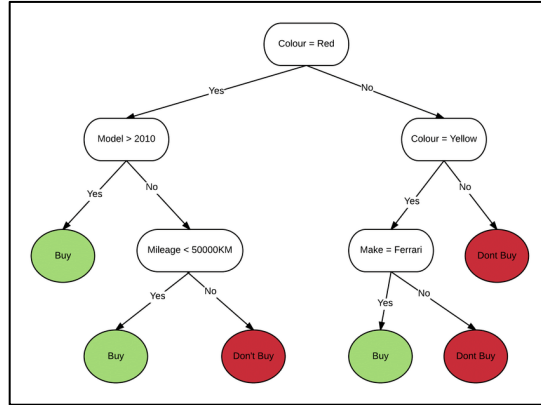 Colour = Red
Yes
No
Model > 2010
Colour = Yellow
Yes
No
Yes
No
Buy
Mileage < 50000KM
Make = Ferrari
Dont Buy
Yes
No
Yes
No
Buy
Don't Buy
Buy
Dont Buy